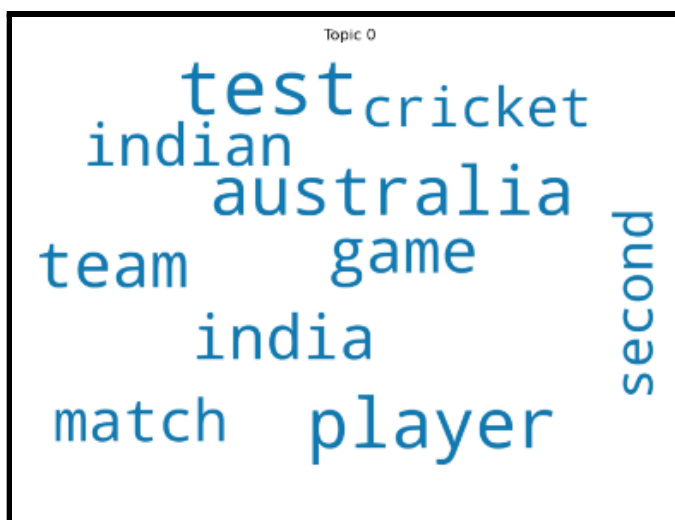 Topic 0
test
cricket
indian
australia
team
game
second
india
match
player